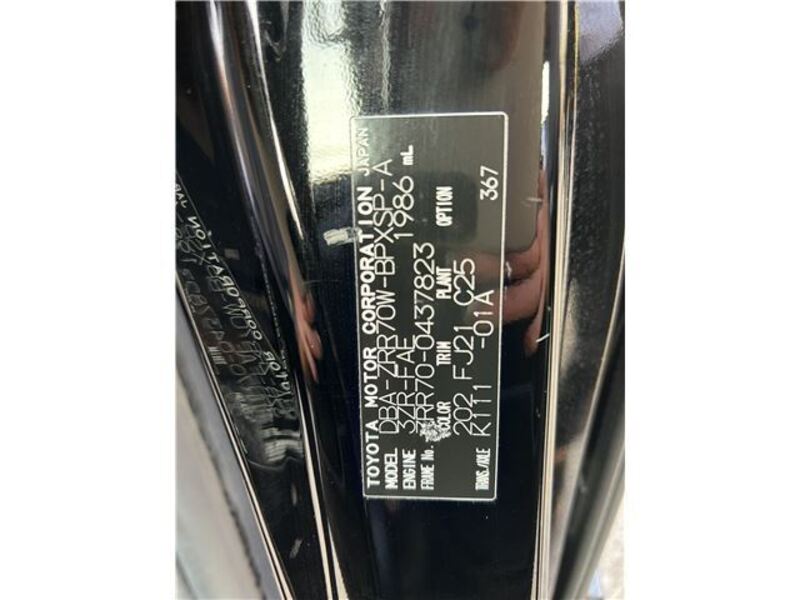 TOYOTA MOTOR CORPORATION JAPAN
MODEL DBA-ZRR70W-BPXSP-A
ENGINE 3ZR-FAE 1986 mL
FRAME No. ZRR70-0437823
COLOR TRIM PLANT OPTION
202 FJ21 C25 367
TRANS./AXLE K111 -01A